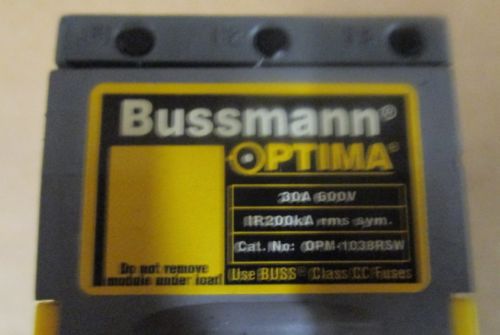 Bussmann®
OPTIMA®
30A 600V
IR200kA rms sym.
Cat. No: OPM-1038RSW
Do not remove
module under load
Use BUSS® Class CC Fuses